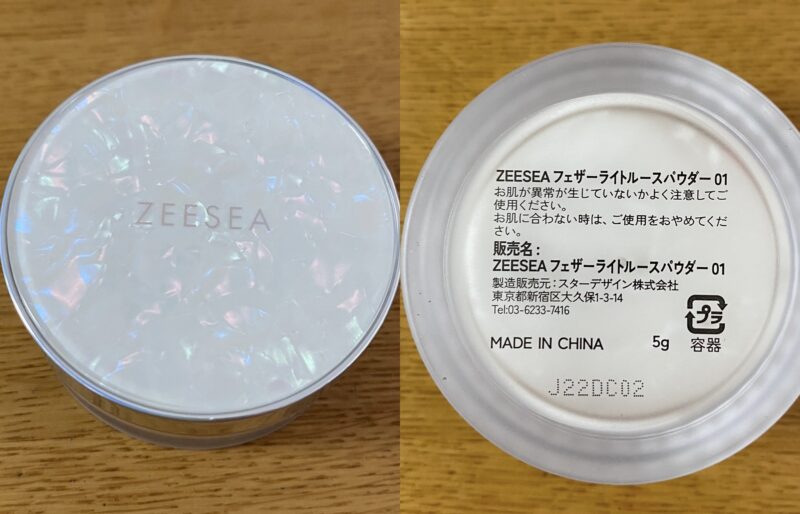 ZEESEA
ZEESEA フェザーライトルースパウダー 01
お肌が異常が生じていないかよく注意してご
使用ください。
お肌に合わない時は、ご使用をおやめくださ
い。
販売名：
ZEESEA フェザーライトルースパウダー 01
製造販売元：スターデザイン株式会社
東京都新宿区大久保1-3-14
Tel:03-6233-7416
MADE IN CHINA 5g
プラ
容器
J22DC02